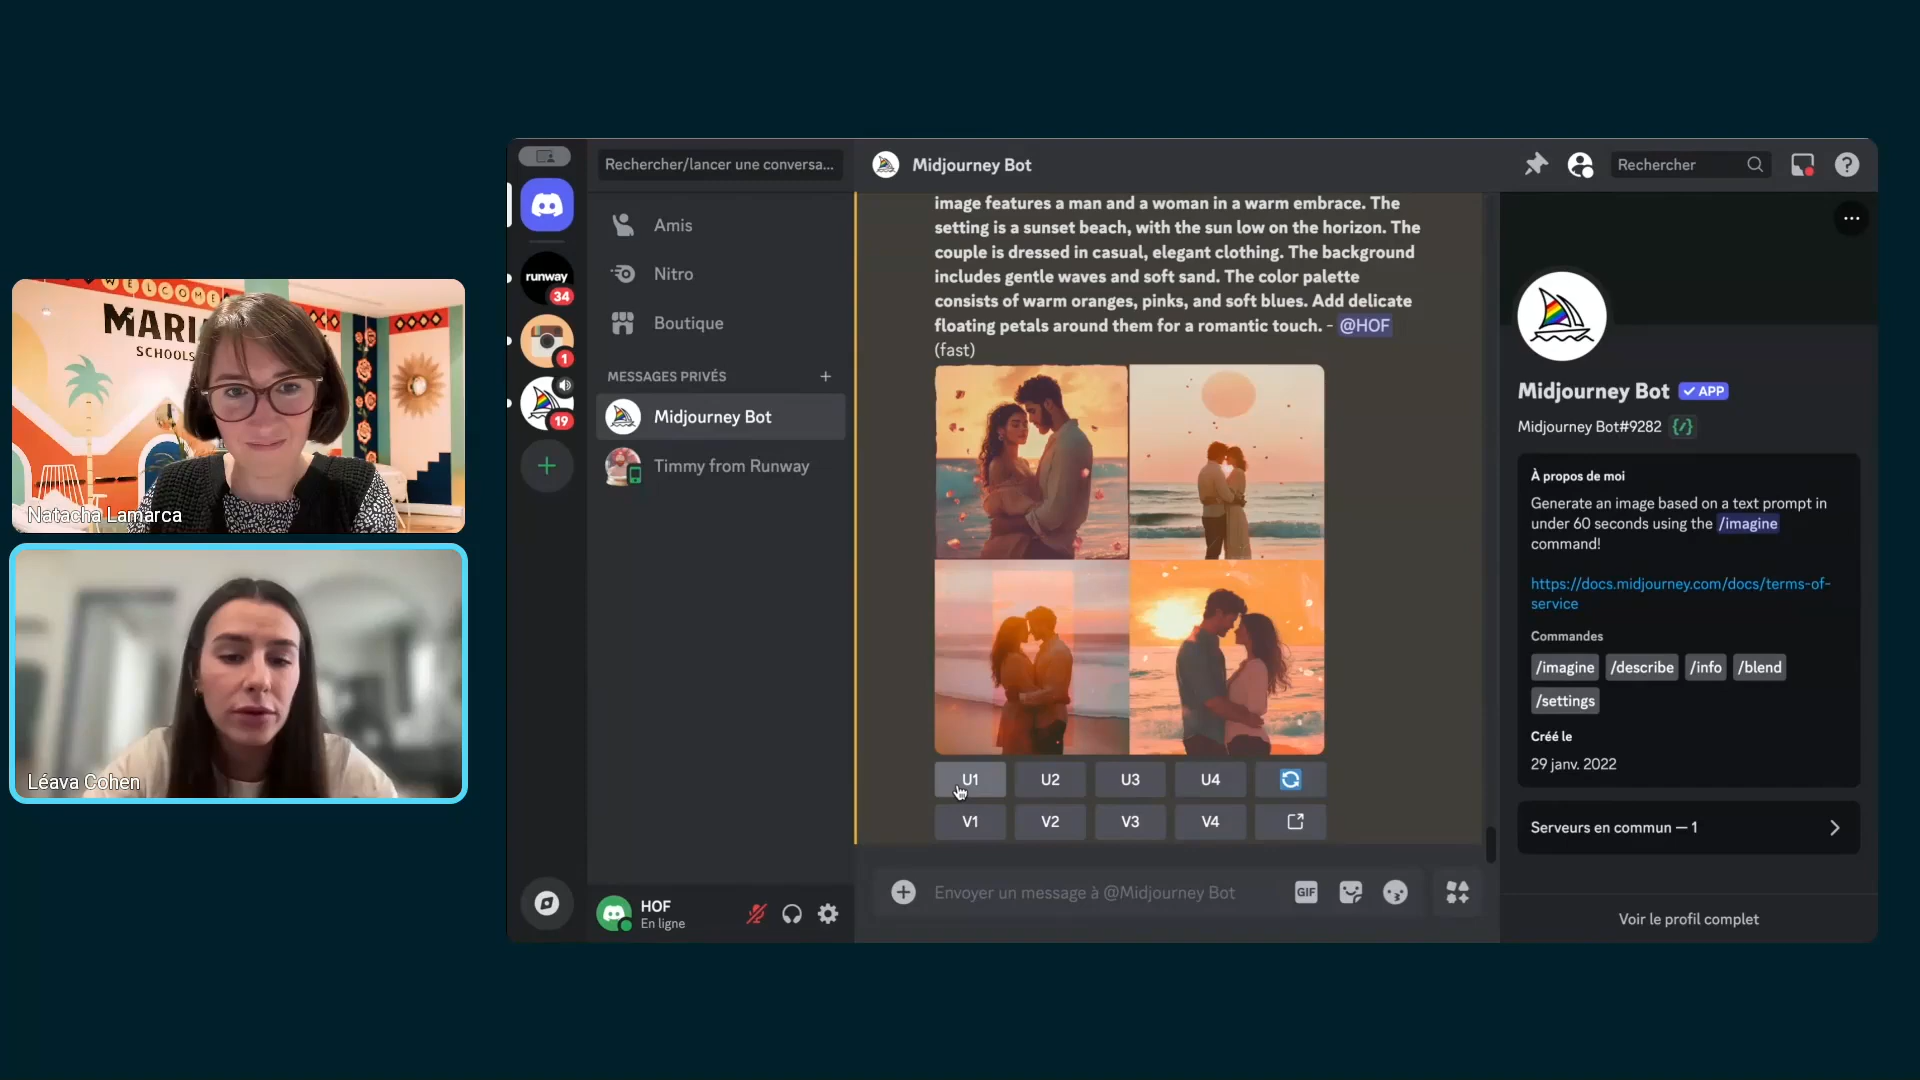 WELCOME
MARI
SCHOOLS
Natacha Lamarca
Léava Cohen
runway
34
1
19
Rechercher/lancer une conversa...
Amis
Nitro
Boutique
MESSAGES PRIVÉS
Midjourney Bot
Timmy from Runway
HOF
En ligne
Midjourney Bot
Rechercher
image features a man and a woman in a warm embrace. The
setting is a sunset beach, with the sun low on the horizon. The
couple is dressed in casual, elegant clothing. The background
includes gentle waves and soft sand. The color palette
consists of warm oranges, pinks, and soft blues. Add delicate
floating petals around them for a romantic touch. - @HOF
(fast)
U1 U2 U3 U4
V1 V2 V3 V4
Envoyer un message à @Midjourney Bot
GIF
Midjourney Bot APP
Midjourney Bot#9282
À propos de moi
Generate an image based on a text prompt in
under 60 seconds using the /imagine
command!
https://docs.midjourney.com/docs/terms-of-
service
Commandes
/imagine /describe /info /blend
/settings
Créé le
29 janv. 2022
Serveurs en commun — 1
Voir le profil complet